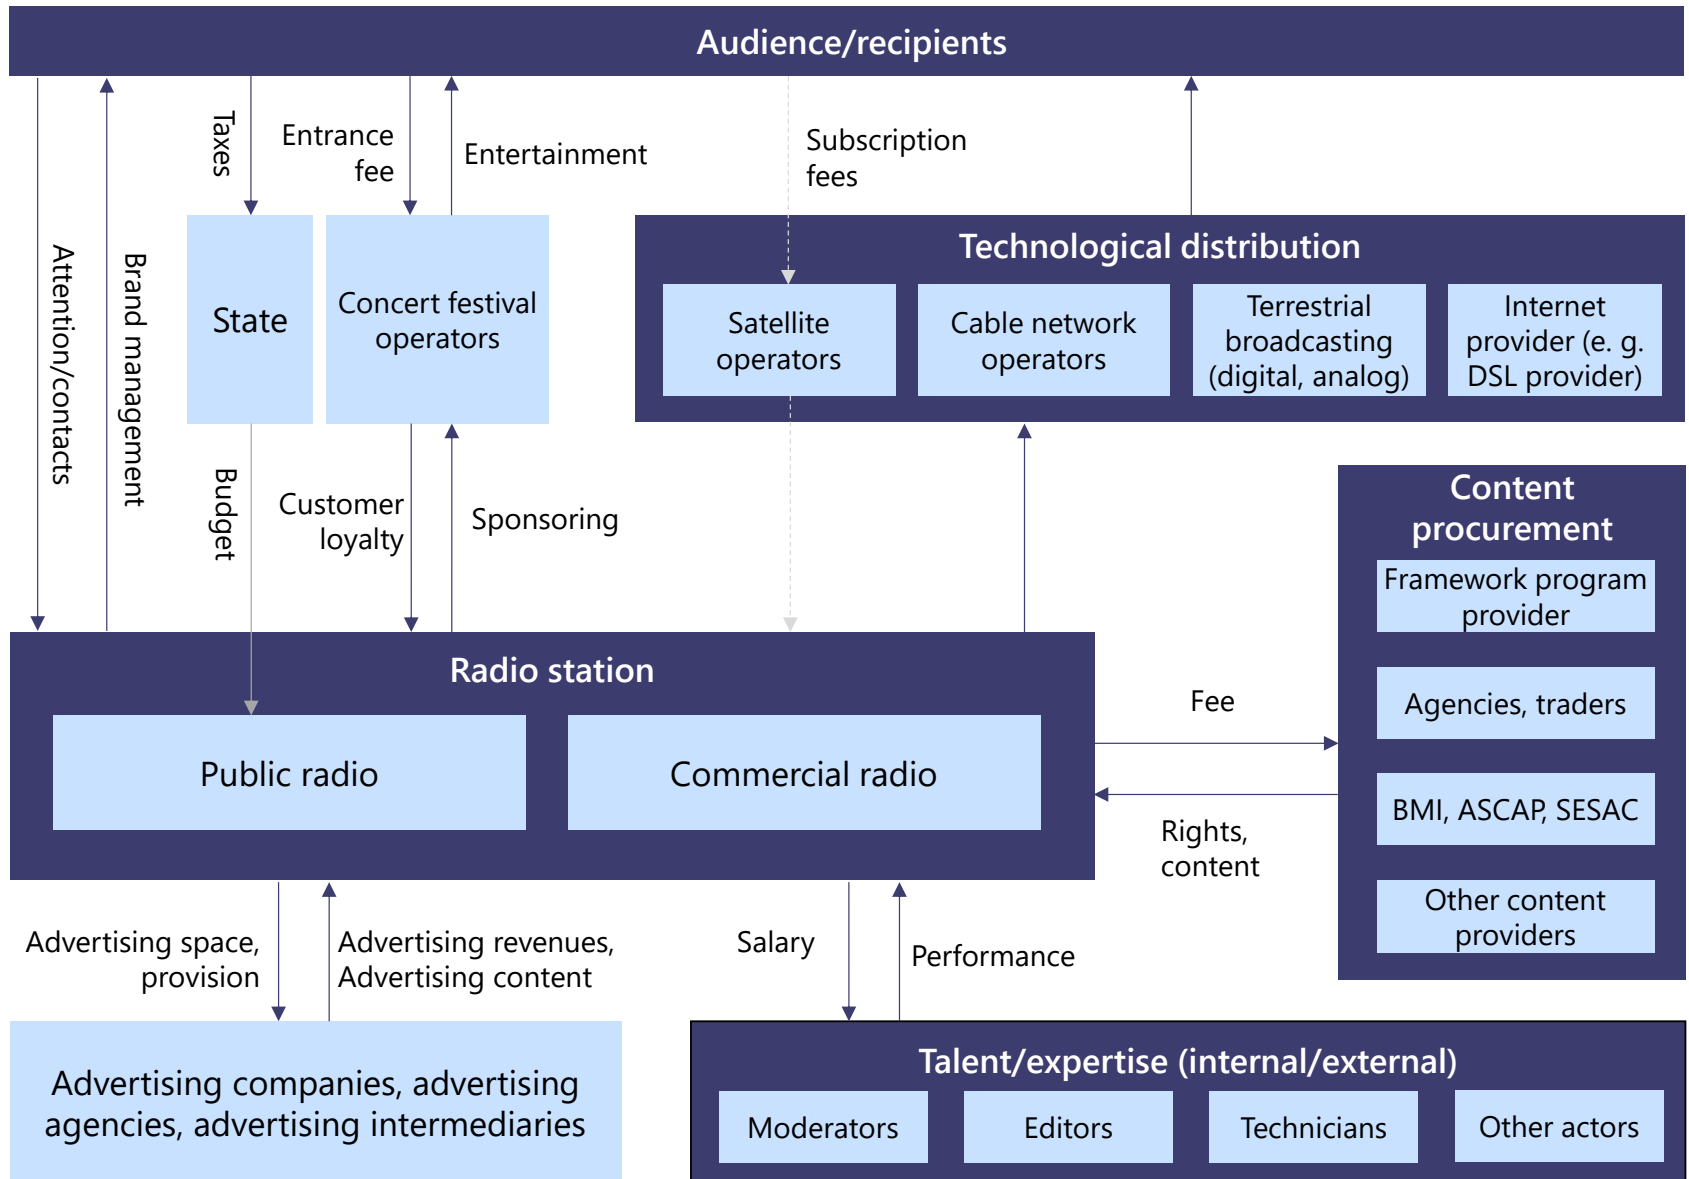 Audience/recipients
Taxes
Entrance
fee
Entertainment
Subscription
fees
Attention/contacts
Brand management
State
Concert festival
operators
Technological distribution
Satellite
operators
Cable network
operators
Terrestrial
broadcasting
(digital, analog)
Internet
provider (e. g.
DSL provider)
Budget
Customer
loyalty
Sponsoring
Content
procurement
Framework program
provider
Agencies, traders
BMI, ASCAP, SESAC
Other content
providers
Radio station
Public radio
Commercial radio
Fee
Rights,
content
Advertising space,
provision
Advertising revenues,
Advertising content
Salary
Performance
Advertising companies, advertising
agencies, advertising intermediaries
Talent/expertise (internal/external)
Moderators
Editors
Technicians
Other actors